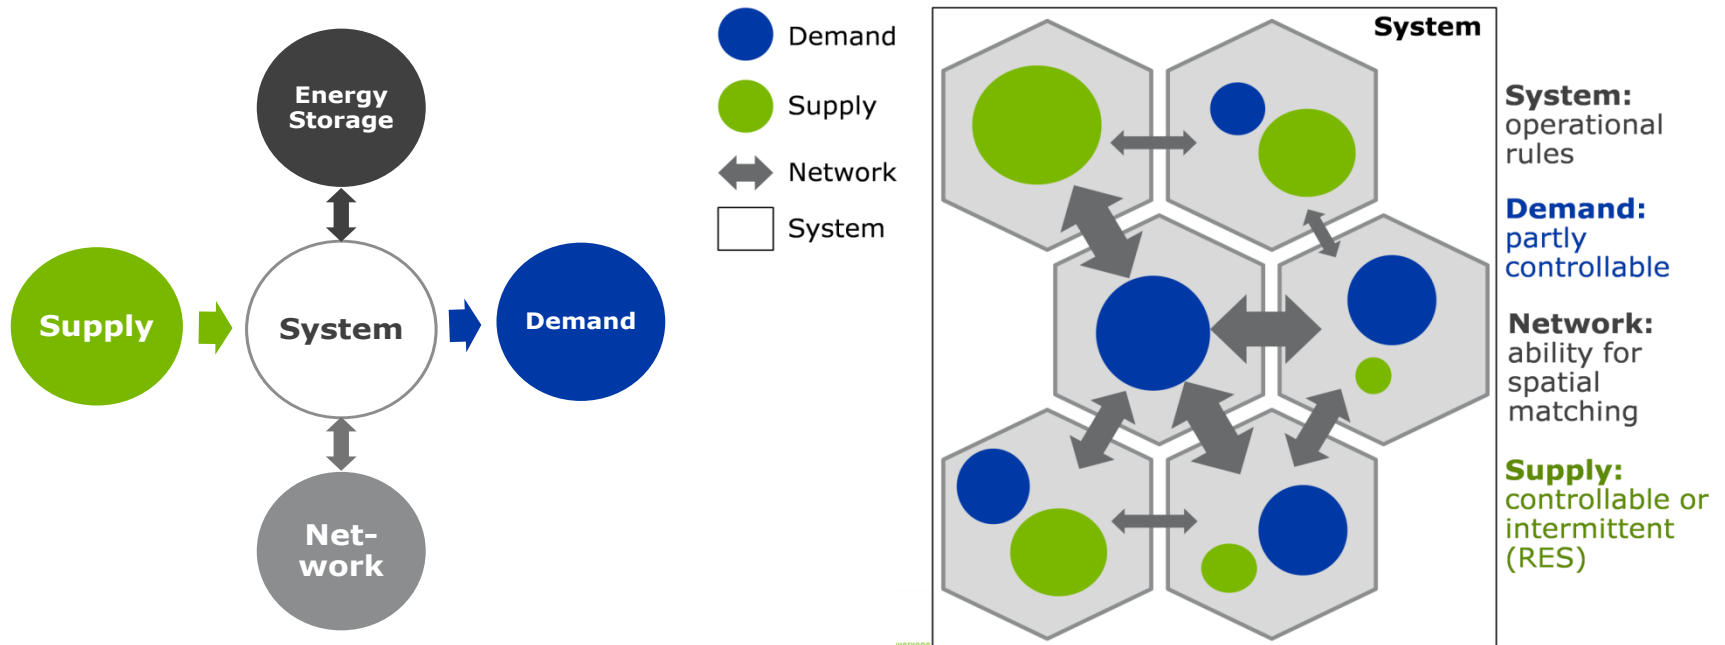 Energy
Storage
Supply
System
Demand
Net-
work
Demand
Supply
Network
System
System
System:
operational
rules
Demand:
partly
controllable
Network:
ability for
spatial
matching
Supply:
controllable or
intermittent
(RES)